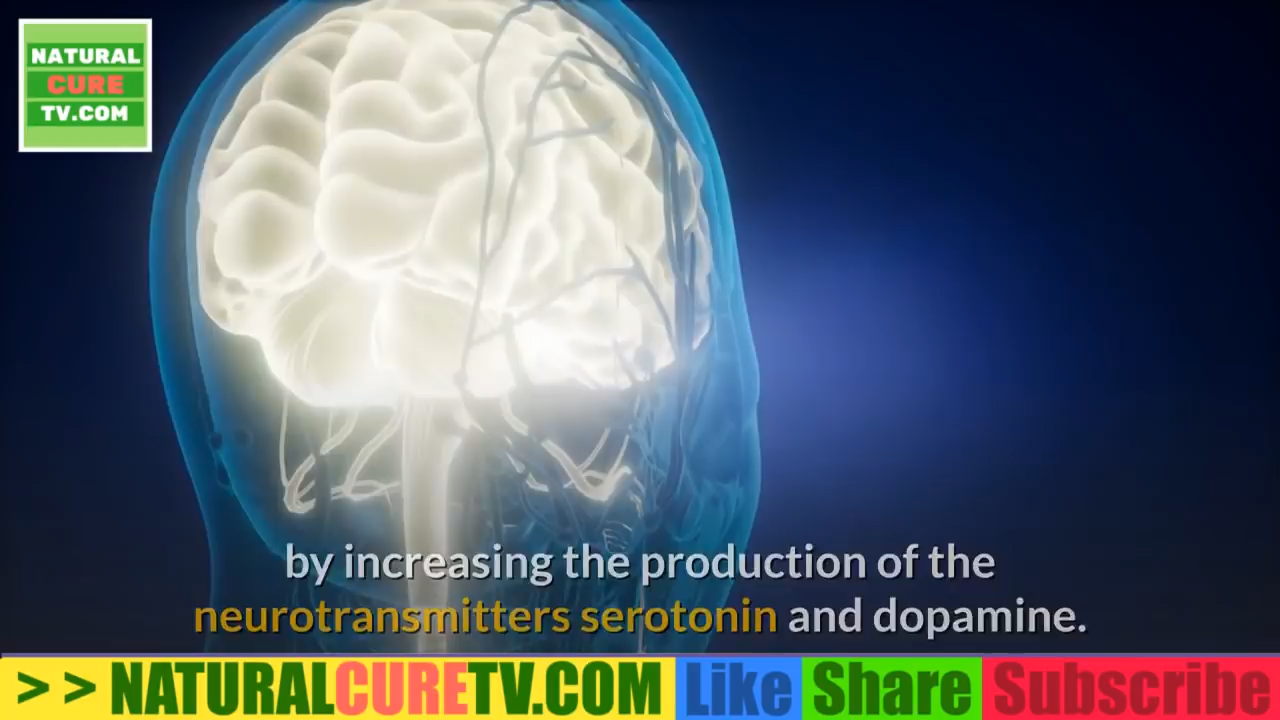 NATURAL
CURE
TV.COM
by increasing the production of the
neurotransmitters serotonin and dopamine.
>> NATURALCURETV.COM Like Share Subscribe